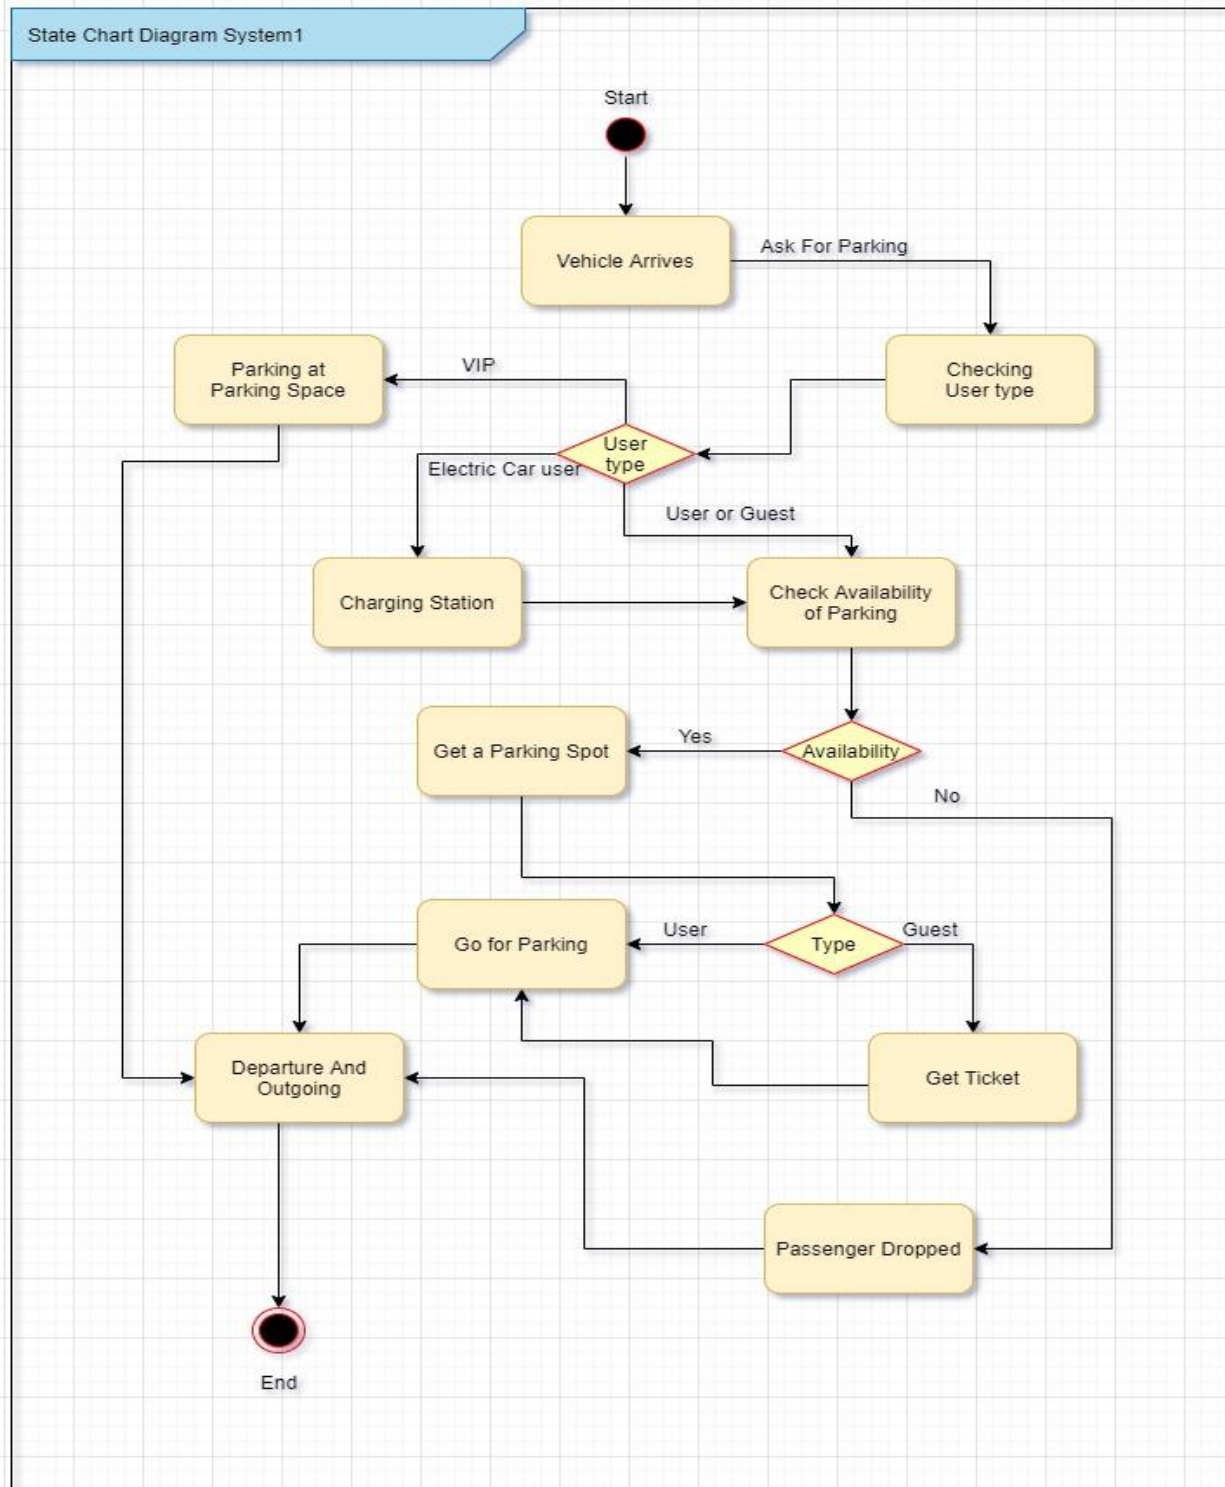 State Chart Diagram System1
Start
Vehicle Arrives
Ask For Parking
Parking at
Parking Space
VIP
Checking
User type
User
type
Electric Car user
User or Guest
Charging Station
Check Availability
of Parking
Get a Parking Spot
Yes
Availability
No
Go for Parking
User
Type
Guest
Departure And
Outgoing
Get Ticket
Passenger Dropped
End